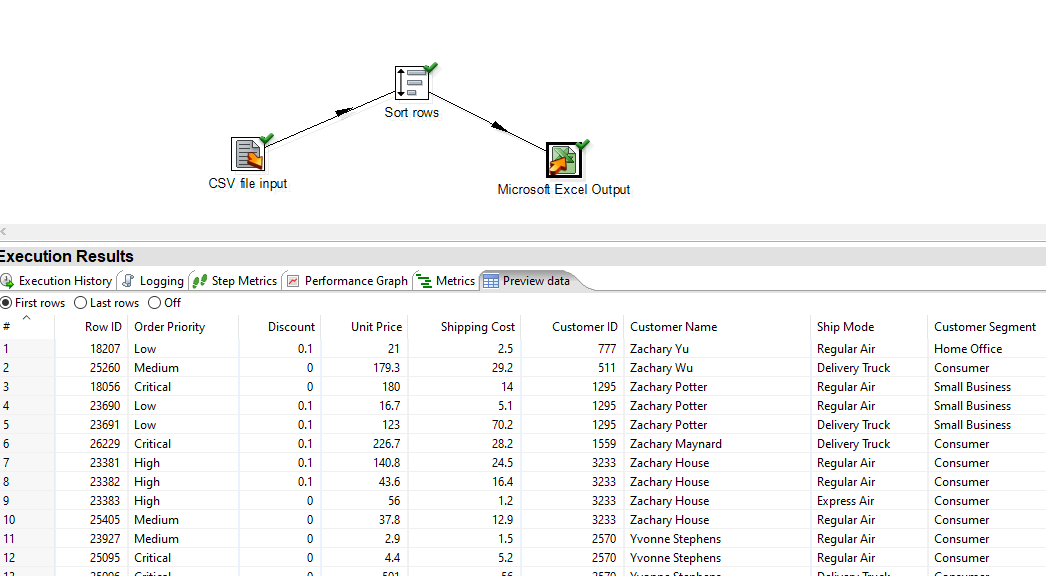 Sort rows
CSV file input
Microsoft Excel Output
Execution Results
Execution History Logging Step Metrics Performance Graph Metrics Preview data
First rows Last rows Off
# Row ID Order Priority Discount Unit Price Shipping Cost Customer ID Customer Name Ship Mode Customer Segment
1 18207 Low 0.1 21 2.5 777 Zachary Yu Regular Air Home Office
2 25260 Medium 0 179.3 29.2 511 Zachary Wu Delivery Truck Consumer
3 18056 Critical 0 180 14 1295 Zachary Potter Regular Air Small Business
4 23690 Low 0.1 16.7 5.1 1295 Zachary Potter Regular Air Small Business
5 23691 Low 0.1 123 70.2 1295 Zachary Potter Delivery Truck Small Business
6 26229 Critical 0.1 226.7 28.2 1559 Zachary Maynard Delivery Truck Consumer
7 23381 High 0.1 140.8 24.5 3233 Zachary House Regular Air Consumer
8 23382 High 0.1 43.6 16.4 3233 Zachary House Regular Air Consumer
9 23383 High 0 56 1.2 3233 Zachary House Express Air Consumer
10 25405 Medium 0 37.8 12.9 3233 Zachary House Regular Air Consumer
11 23927 Medium 0 2.9 1.5 2570 Yvonne Stephens Regular Air Consumer
12 25095 Critical 0 4.4 5.2 2570 Yvonne Stephens Regular Air Consumer